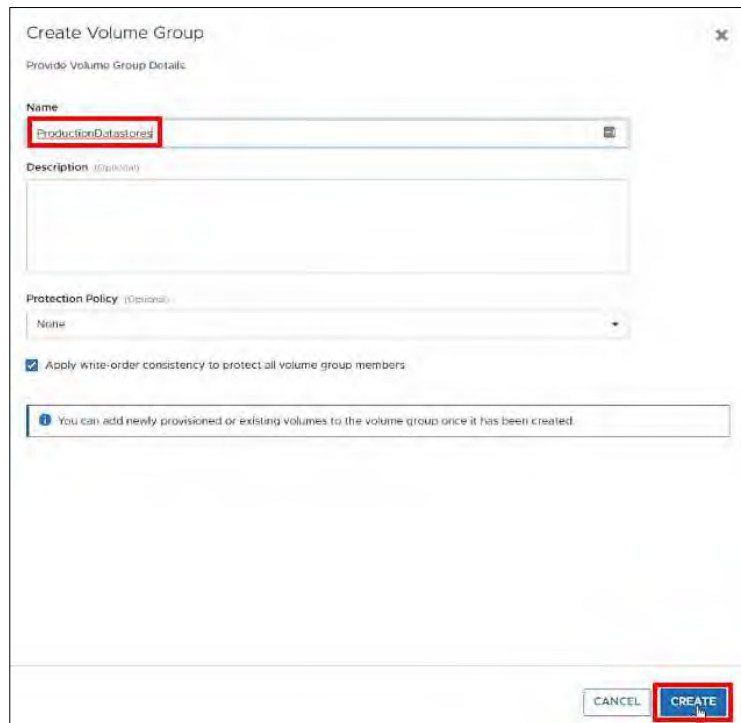 Create Volume Group
Provide Volume Group Details
Name
ProductionDatastores
Description (Optional)
Protection Policy (Optional)
None
Apply write-order consistency to protect all volume group members
You can add newly provisioned or existing volumes to the volume group once it has been created.
CANCEL
CREATE